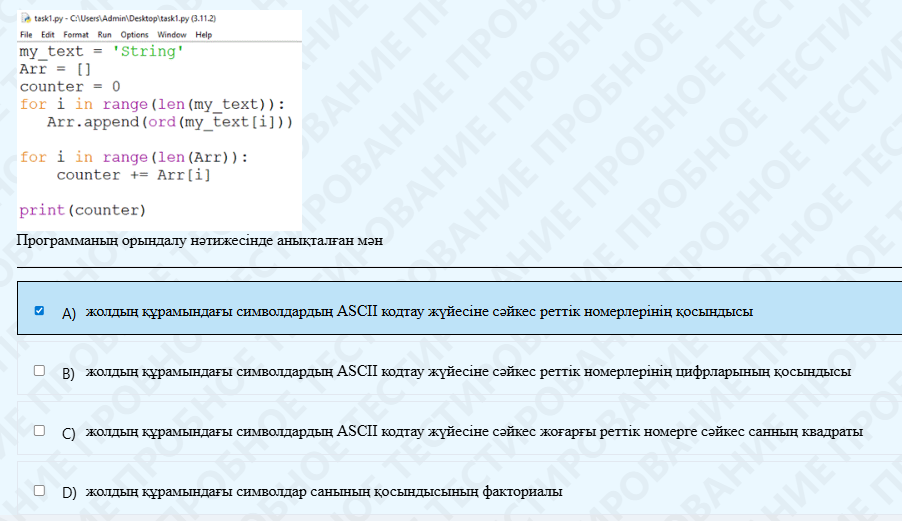 task1.py - C:\Users\Admin\Desktop\task1.py (3.11.2)
File Edit Format Run Options Window Help
my_text = 'String'
Arr = []
counter = 0
for i in range(len(my_text)):
   Arr.append(ord(my_text[i]))
for i in range(len(Arr)):
    counter += Arr[i]
print(counter)
Программаның орындалу нәтижесінде анықталған мән
A) жолдың құрамындағы символдардың ASCII кодтау жүйесіне сәйкес реттік номерлерінің қосындысы
B) жолдың құрамындағы символдардың ASCII кодтау жүйесіне сәйкес реттік номерлерінің цифрларының қосындысы
C) жолдың құрамындағы символдардың ASCII кодтау жүйесіне сәйкес жоғарғы реттік номерге сәйкес санның квадраты
D) жолдың құрамындағы символдар санының қосындысының факториалы
ПРОБНОЕ ТЕСТИРОВАНИЕ